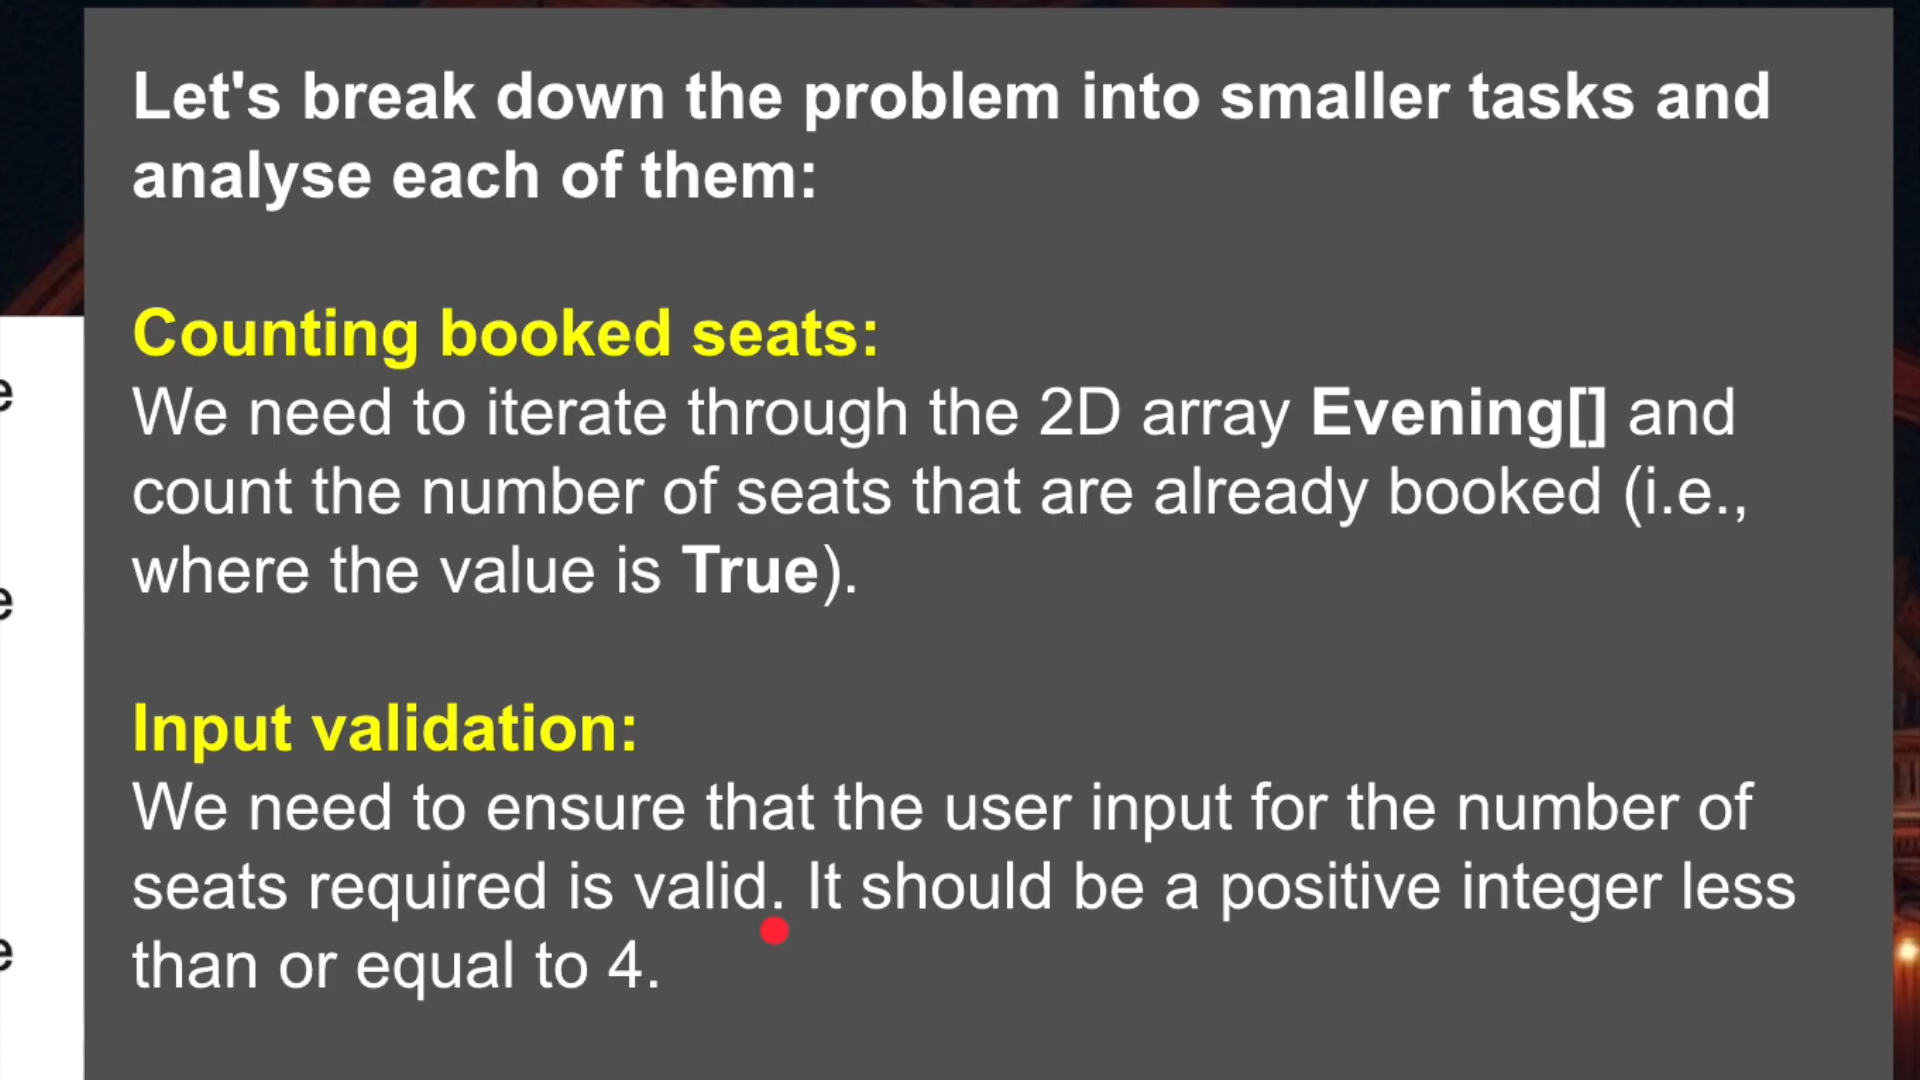 Let's break down the problem into smaller tasks and
analyse each of them:
Counting booked seats:
We need to iterate through the 2D array Evening[] and
count the number of seats that are already booked (i.e.,
where the value is True).
Input validation:
We need to ensure that the user input for the number of
seats required is valid. It should be a positive integer less
than or equal to 4.